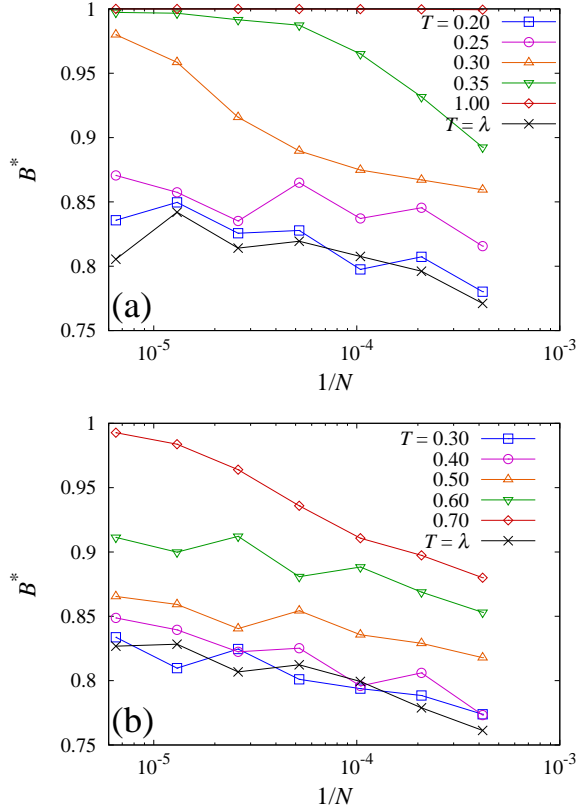 1
0.95
0.9
0.85
0.8
0.75
B*
(a)
T = 0.20
0.25
0.30
0.35
1.00
T = λ
10-5
10-4
10-3
1/N
1
0.95
0.9
0.85
0.8
0.75
B*
(b)
T = 0.30
0.40
0.50
0.60
0.70
T = λ
10-5
10-4
10-3
1/N